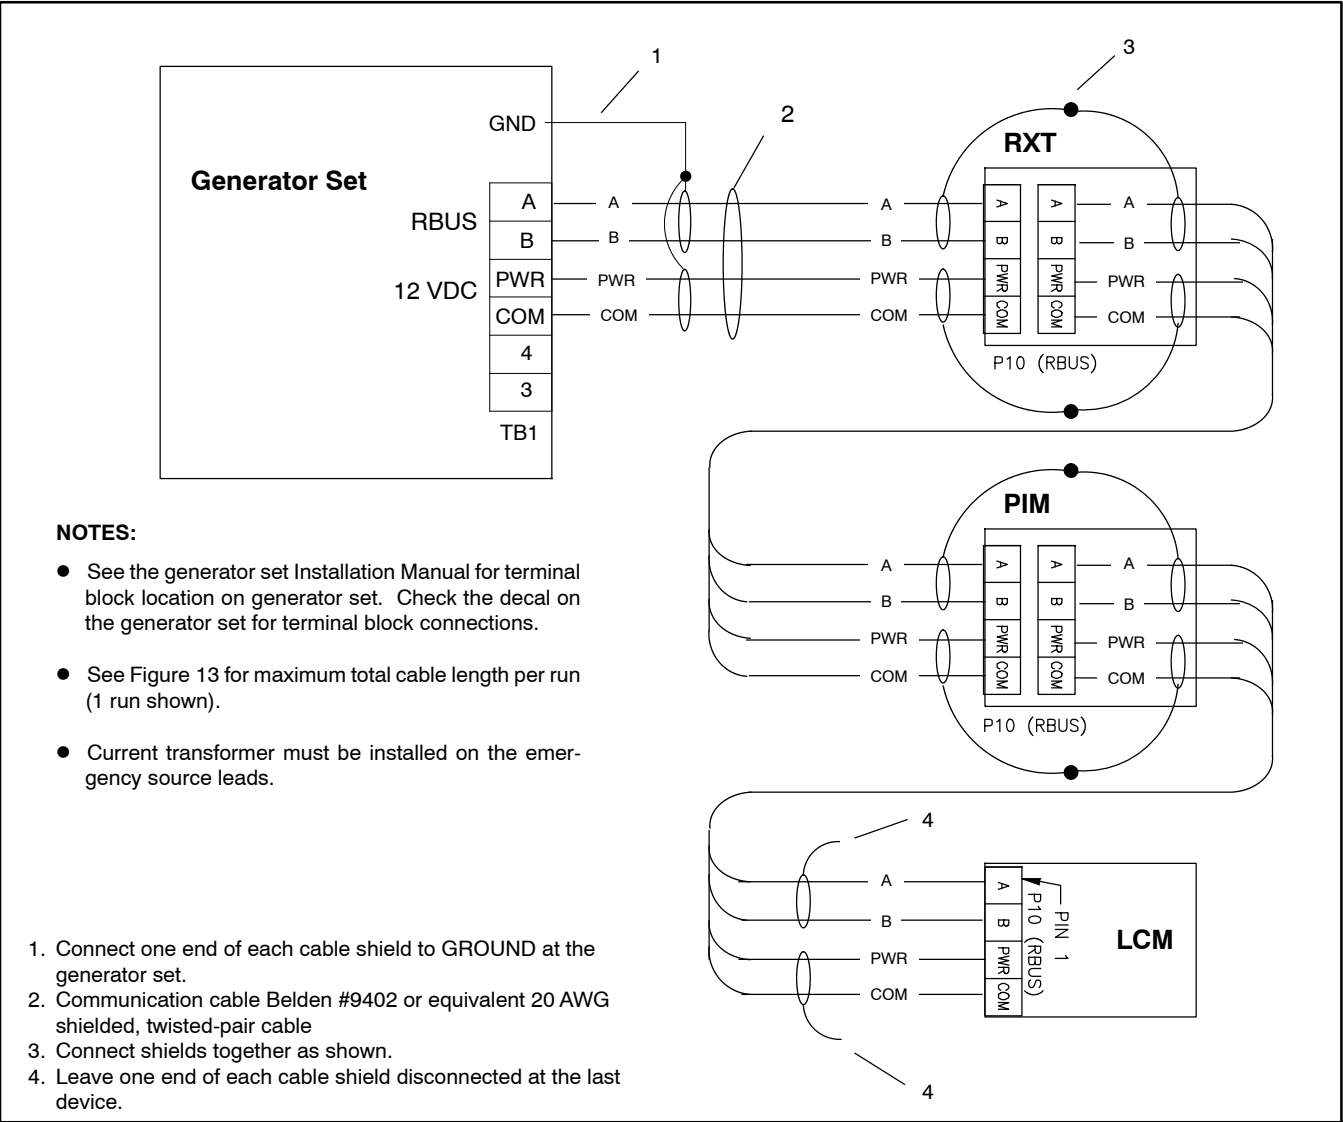 1
2
3
GND
Generator Set
RBUS
12 VDC
A
B
PWR
COM
4
3
TB1
A
B
PWR
COM
A
B
PWR
COM
RXT
A
B
PWR
COM
A
B
PWR
COM
A
B
PWR
COM
P10 (RBUS)
PIM
A
B
PWR
COM
A
B
PWR
COM
A
B
PWR
COM
A
B
PWR
COM
P10 (RBUS)
4
A
B
PWR
COM
A
B
PWR
COM
PIN 1
P10 (RBUS)
LCM
4
NOTES:
● See the generator set Installation Manual for terminal
block location on generator set. Check the decal on
the generator set for terminal block connections.
● See Figure 13 for maximum total cable length per run
(1 run shown).
● Current transformer must be installed on the emer-
gency source leads.
1. Connect one end of each cable shield to GROUND at the
generator set.
2. Communication cable Belden #9402 or equivalent 20 AWG
shielded, twisted-pair cable
3. Connect shields together as shown.
4. Leave one end of each cable shield disconnected at the last
device.